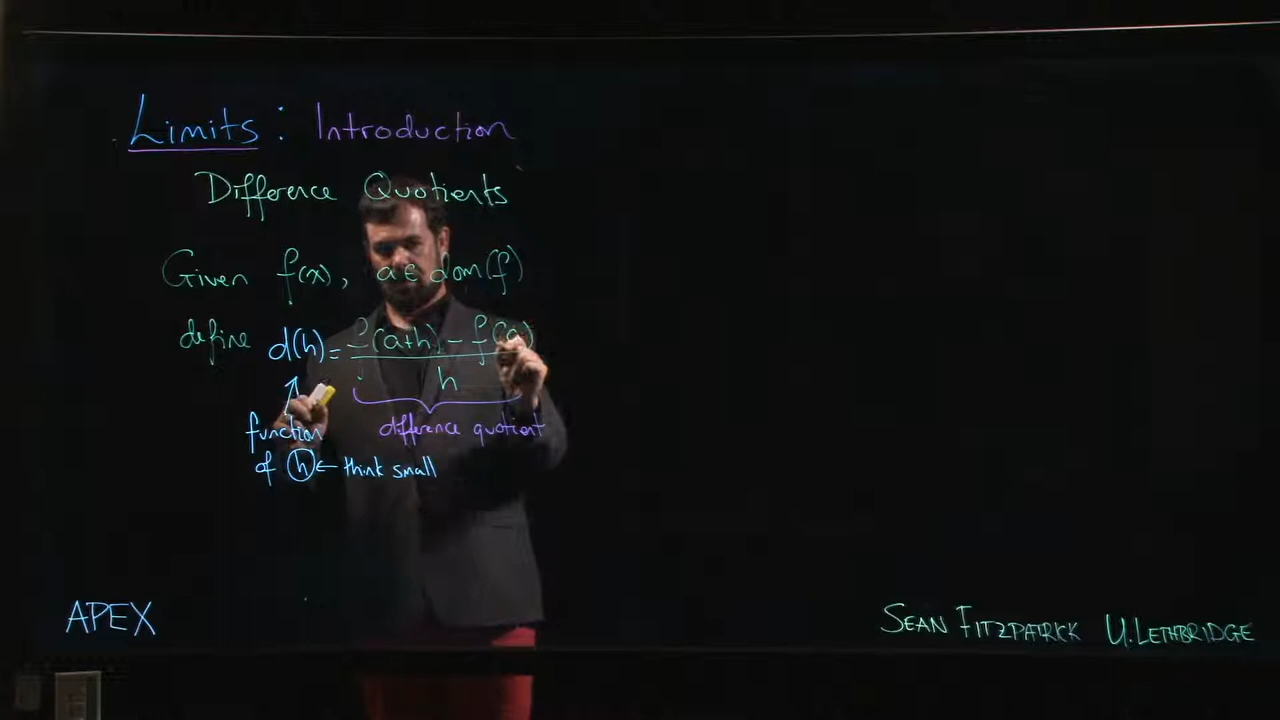 Limits: Introduction
Difference Quotients
Given f(x), a ∈ dom(f)
define d(h) = f(a+h) - f(a)
h
function
difference quotient
of h ← think small
APEX
SEAN FITZPATRICK U. LETHBRIDGE